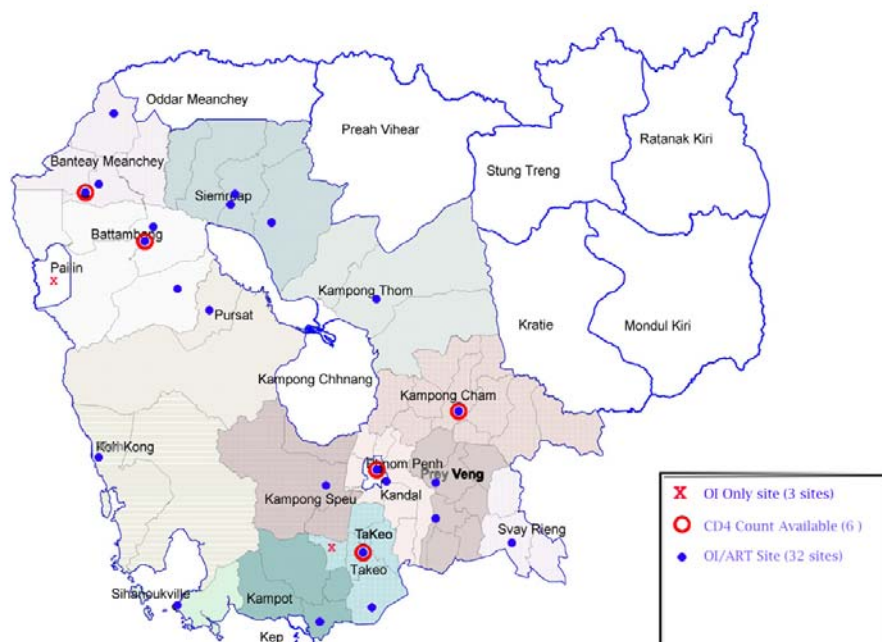 Oddar Meanchey
Preah Vihear
Ratanak Kiri
Banteay Meanchey
Stung Treng
Siemreap
Battambang
Pailin
Kampong Thom
Pursat
Kratie
Mondul Kiri
Kampong Chhnang
Kampong Cham
Koh Kong
Phnom Penh
Prey Veng
Kampong Speu
Kandal
Svay Rieng
TaKeo
Takeo
Sihanoukville
Kampot
Kep
X OI Only site (3 sites)
CD4 Count Available (6 )
OI/ART Site (32 sites)